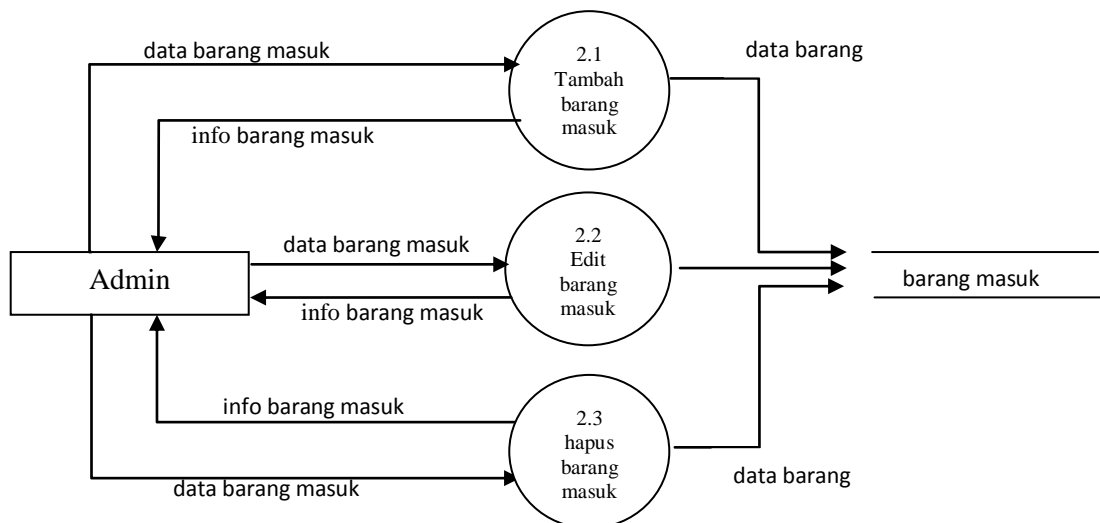 data barang masuk
2.1
Tambah
barang
masuk
data barang
info barang masuk
Admin
data barang masuk
info barang masuk
2.2
Edit
barang
masuk
barang masuk
info barang masuk
data barang masuk
2.3
hapus
barang
masuk
data barang